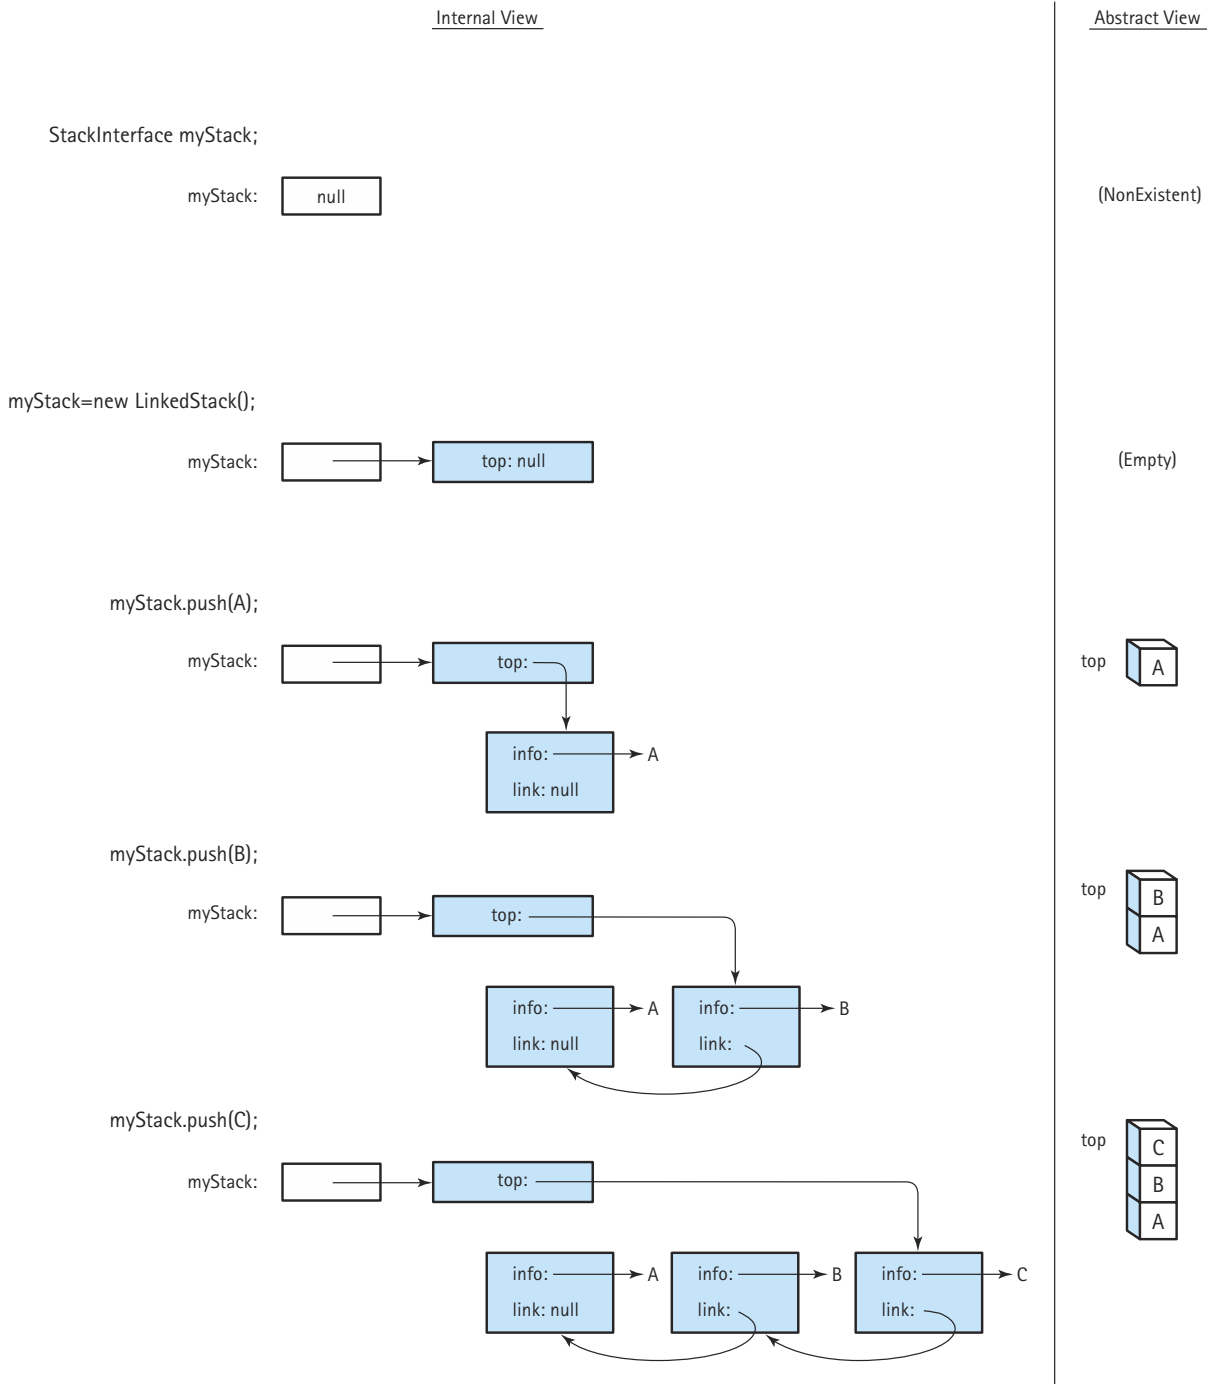 Internal View
Abstract View
StackInterface myStack;
myStack:
null
(NonExistent)
myStack=new LinkedStack();
myStack:
top: null
(Empty)
myStack.push(A);
myStack:
top:
info:
A
link: null
top
A
myStack.push(B);
myStack:
top:
info:
A
link: null
info:
B
link:
top
B
A
myStack.push(C);
myStack:
top:
info:
A
link: null
info:
B
link:
info:
C
link:
top
C
B
A